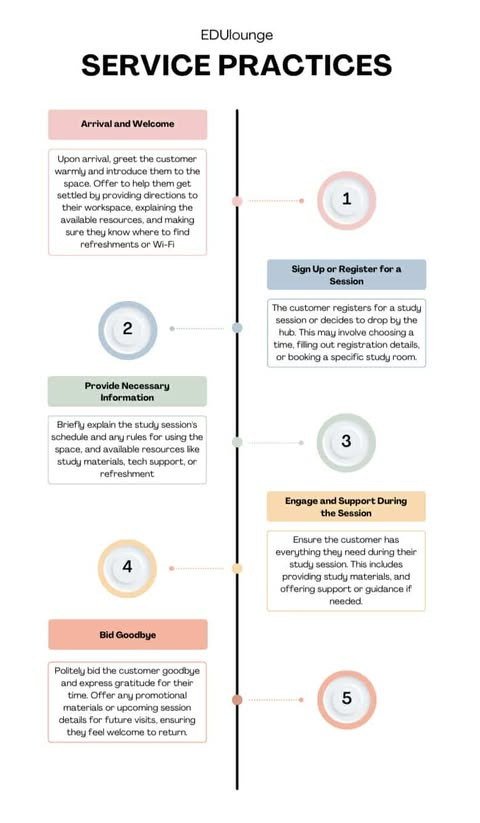 EDUlounge
SERVICE PRACTICES
Arrival and Welcome
Upon arrival, greet the customer
warmly and introduce them to the
space. Offer to help them get
settled by providing directions to
their workspace, explaining the
available resources, and making
sure they know where to find
refreshments or Wi-Fi
1
Sign Up or Register for a
Session
The customer registers for a study
session or decides to drop by the
hub. This may involve choosing a
time, filling out registration details,
or booking a specific study room.
2
Provide Necessary
Information
Briefly explain the study session's
schedule and any rules for using the
space, and available resources like
study materials, tech support, or
refreshment
3
Engage and Support During
the Session
Ensure the customer has
everything they need during their
study session. This includes
providing study materials, and
offering support or guidance if
needed.
4
Bid Goodbye
Politely bid the customer goodbye
and express gratitude for their
time. Offer any promotional
materials or upcoming session
details for future visits, ensuring
they feel welcome to return.
5